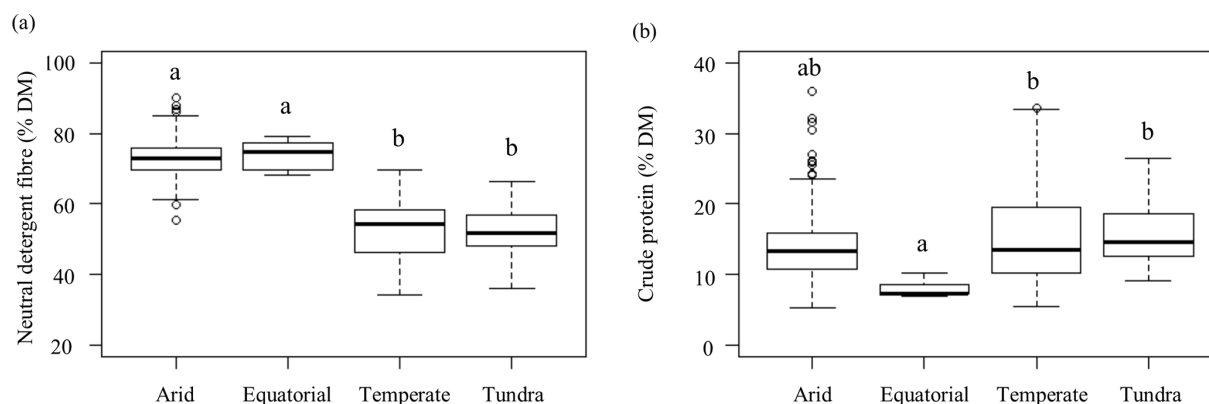 (a)
Neutral detergent fibre (% DM)
100
80
60
40
20
a
a
b
b
Arid
Equatorial
Temperate
Tundra
(b)
Crude protein (% DM)
40
30
20
10
0
ab
a
b
b
Arid
Equatorial
Temperate
Tundra